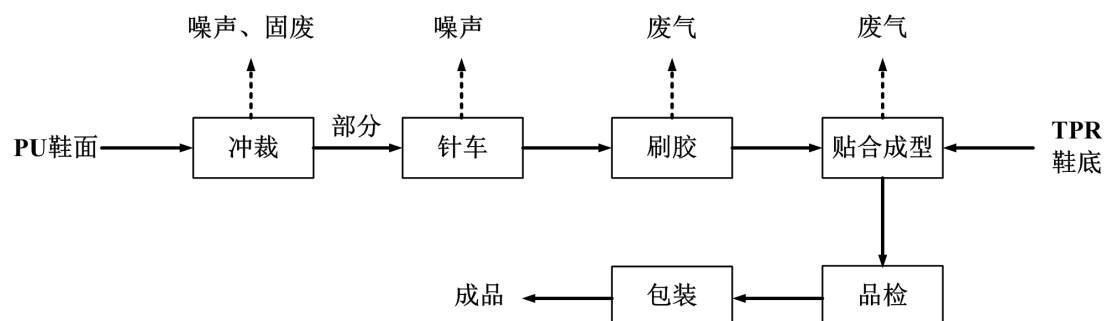 噪声、固废
噪声
废气
废气
PU鞋面
冲裁
部分
针车
刷胶
贴合成型
TPR
鞋底
成品
包装
品检